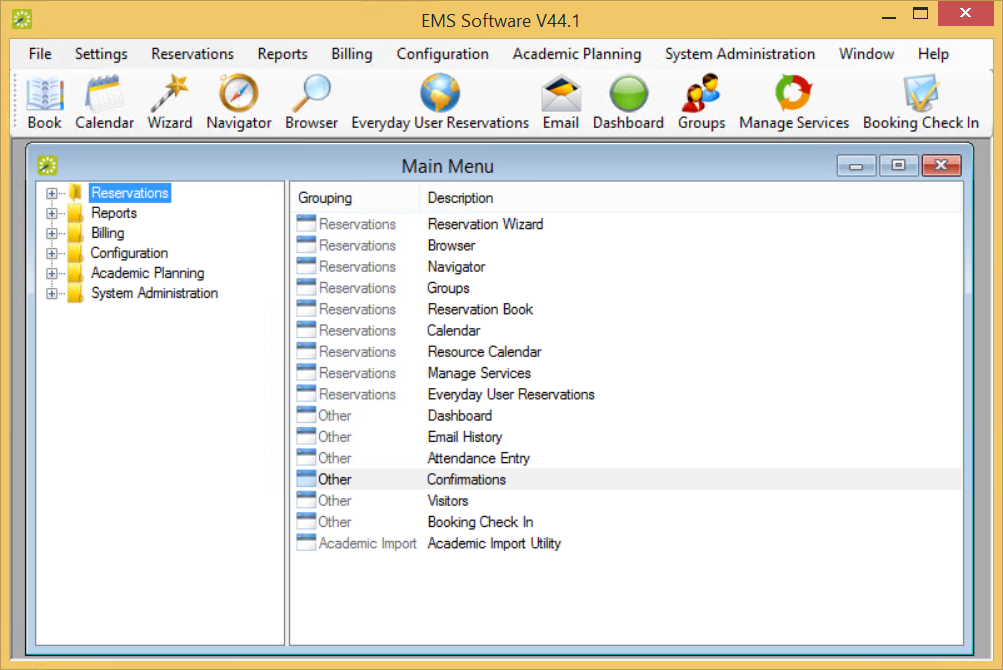 EMS Software V44.1
File Settings Reservations Reports Billing Configuration Academic Planning System Administration Window Help
Book Calendar Wizard Navigator Browser Everyday User Reservations Email Dashboard Groups Manage Services Booking Check In
Main Menu
Reservations
Reports
Billing
Configuration
Academic Planning
System Administration
Grouping Description
Reservations Reservation Wizard
Reservations Browser
Reservations Navigator
Reservations Groups
Reservations Reservation Book
Reservations Calendar
Reservations Resource Calendar
Reservations Manage Services
Reservations Everyday User Reservations
Other Dashboard
Other Email History
Other Attendance Entry
Other Confirmations
Other Visitors
Other Booking Check In
Academic Import Academic Import Utility